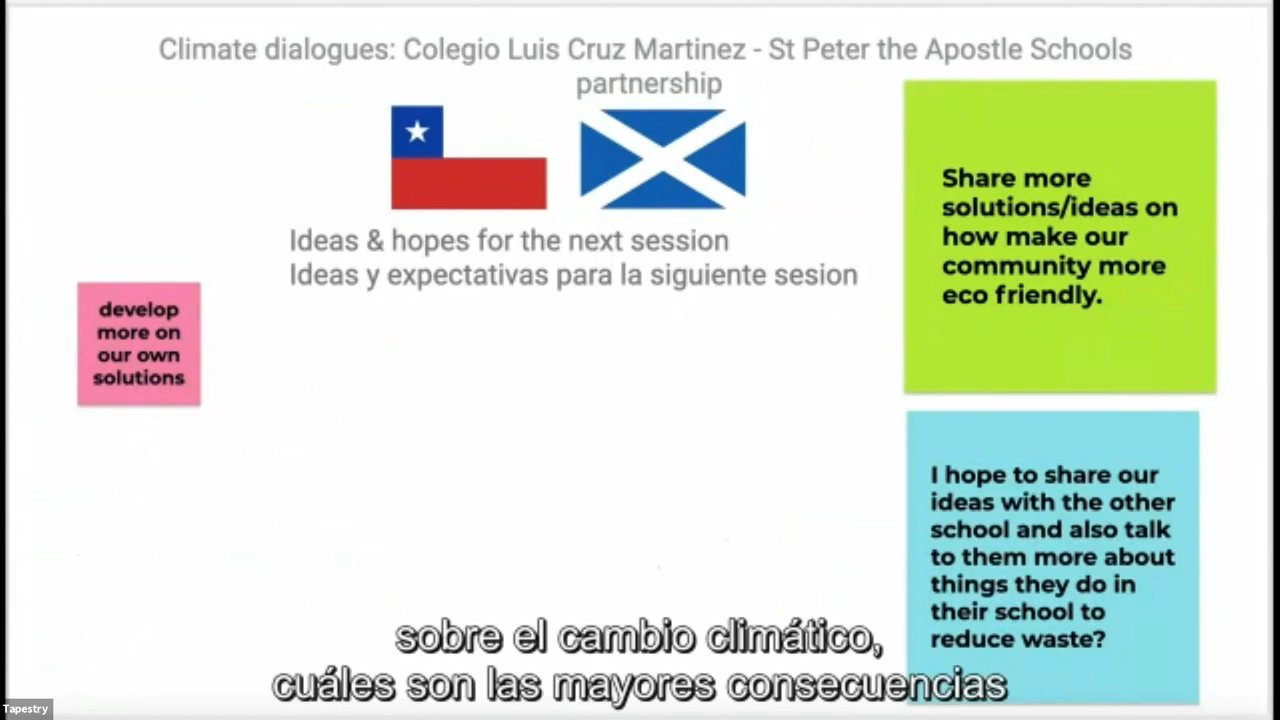 Climate dialogues: Colegio Luis Cruz Martinez - St Peter the Apostle Schools
partnership
Ideas & hopes for the next session
Ideas y expectativas para la siguiente sesion
develop
more on
our own
solutions
Share more
solutions/ideas on
how make our
community more
eco friendly.
I hope to share our
ideas with the other
school and also talk
to them more about
things they do in
their school to
reduce waste?
sobre el cambio climático,
cuáles son las mayores consecuencias
Tapestry